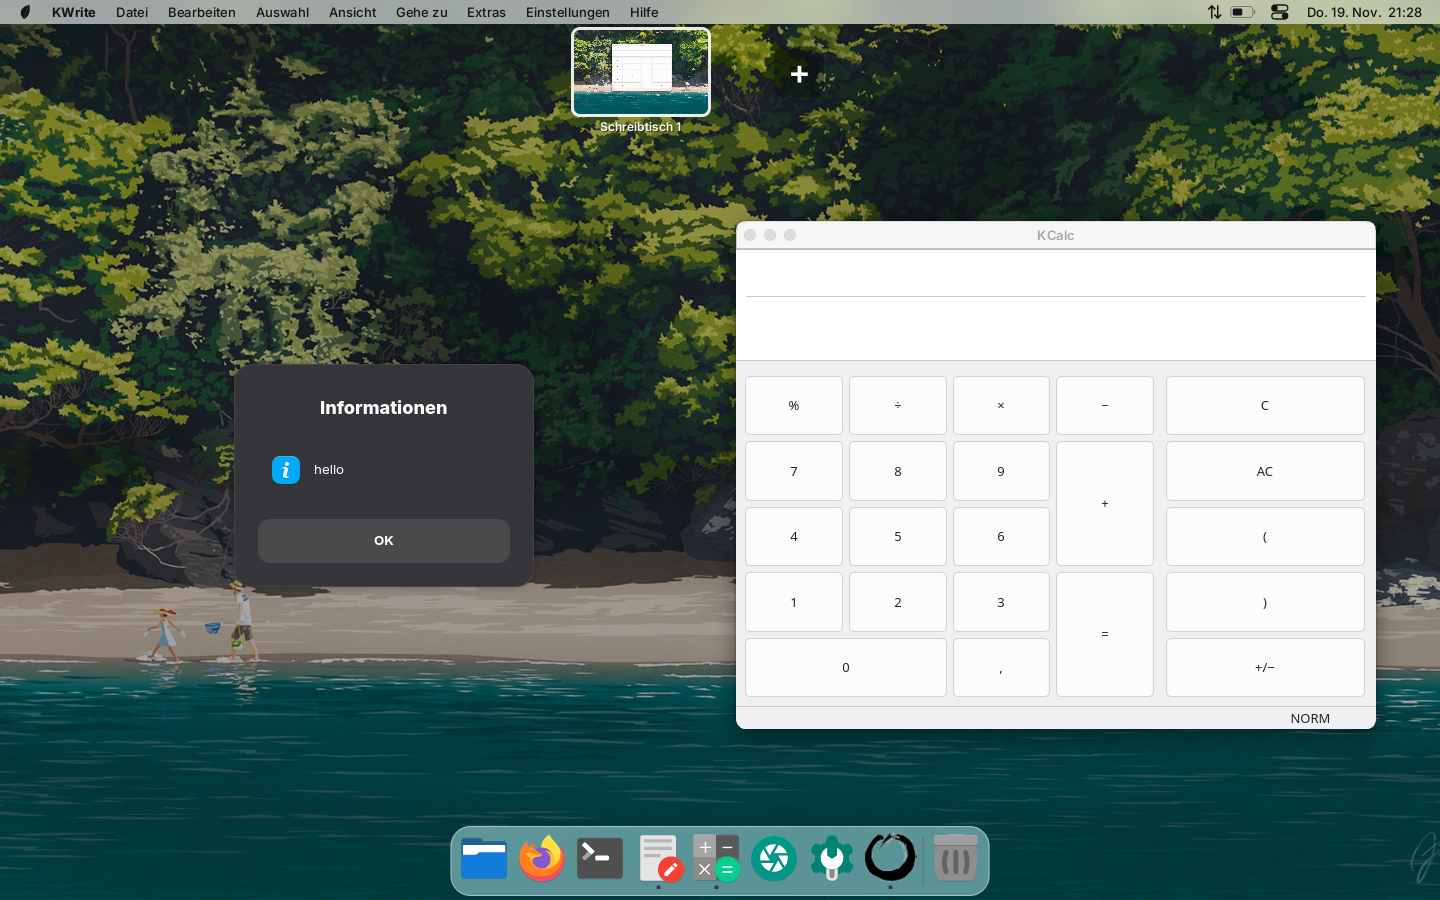 KWrite Datei Bearbeiten Auswahl Ansicht Gehe zu Extras Einstellungen Hilfe Do. 19. Nov. 21:28
Schreibtisch 1
KCalc
Informationen
hello
OK
% ÷ × − C
7 8 9 + AC
4 5 6 (
1 2 3 = )
0 , +/−
NORM